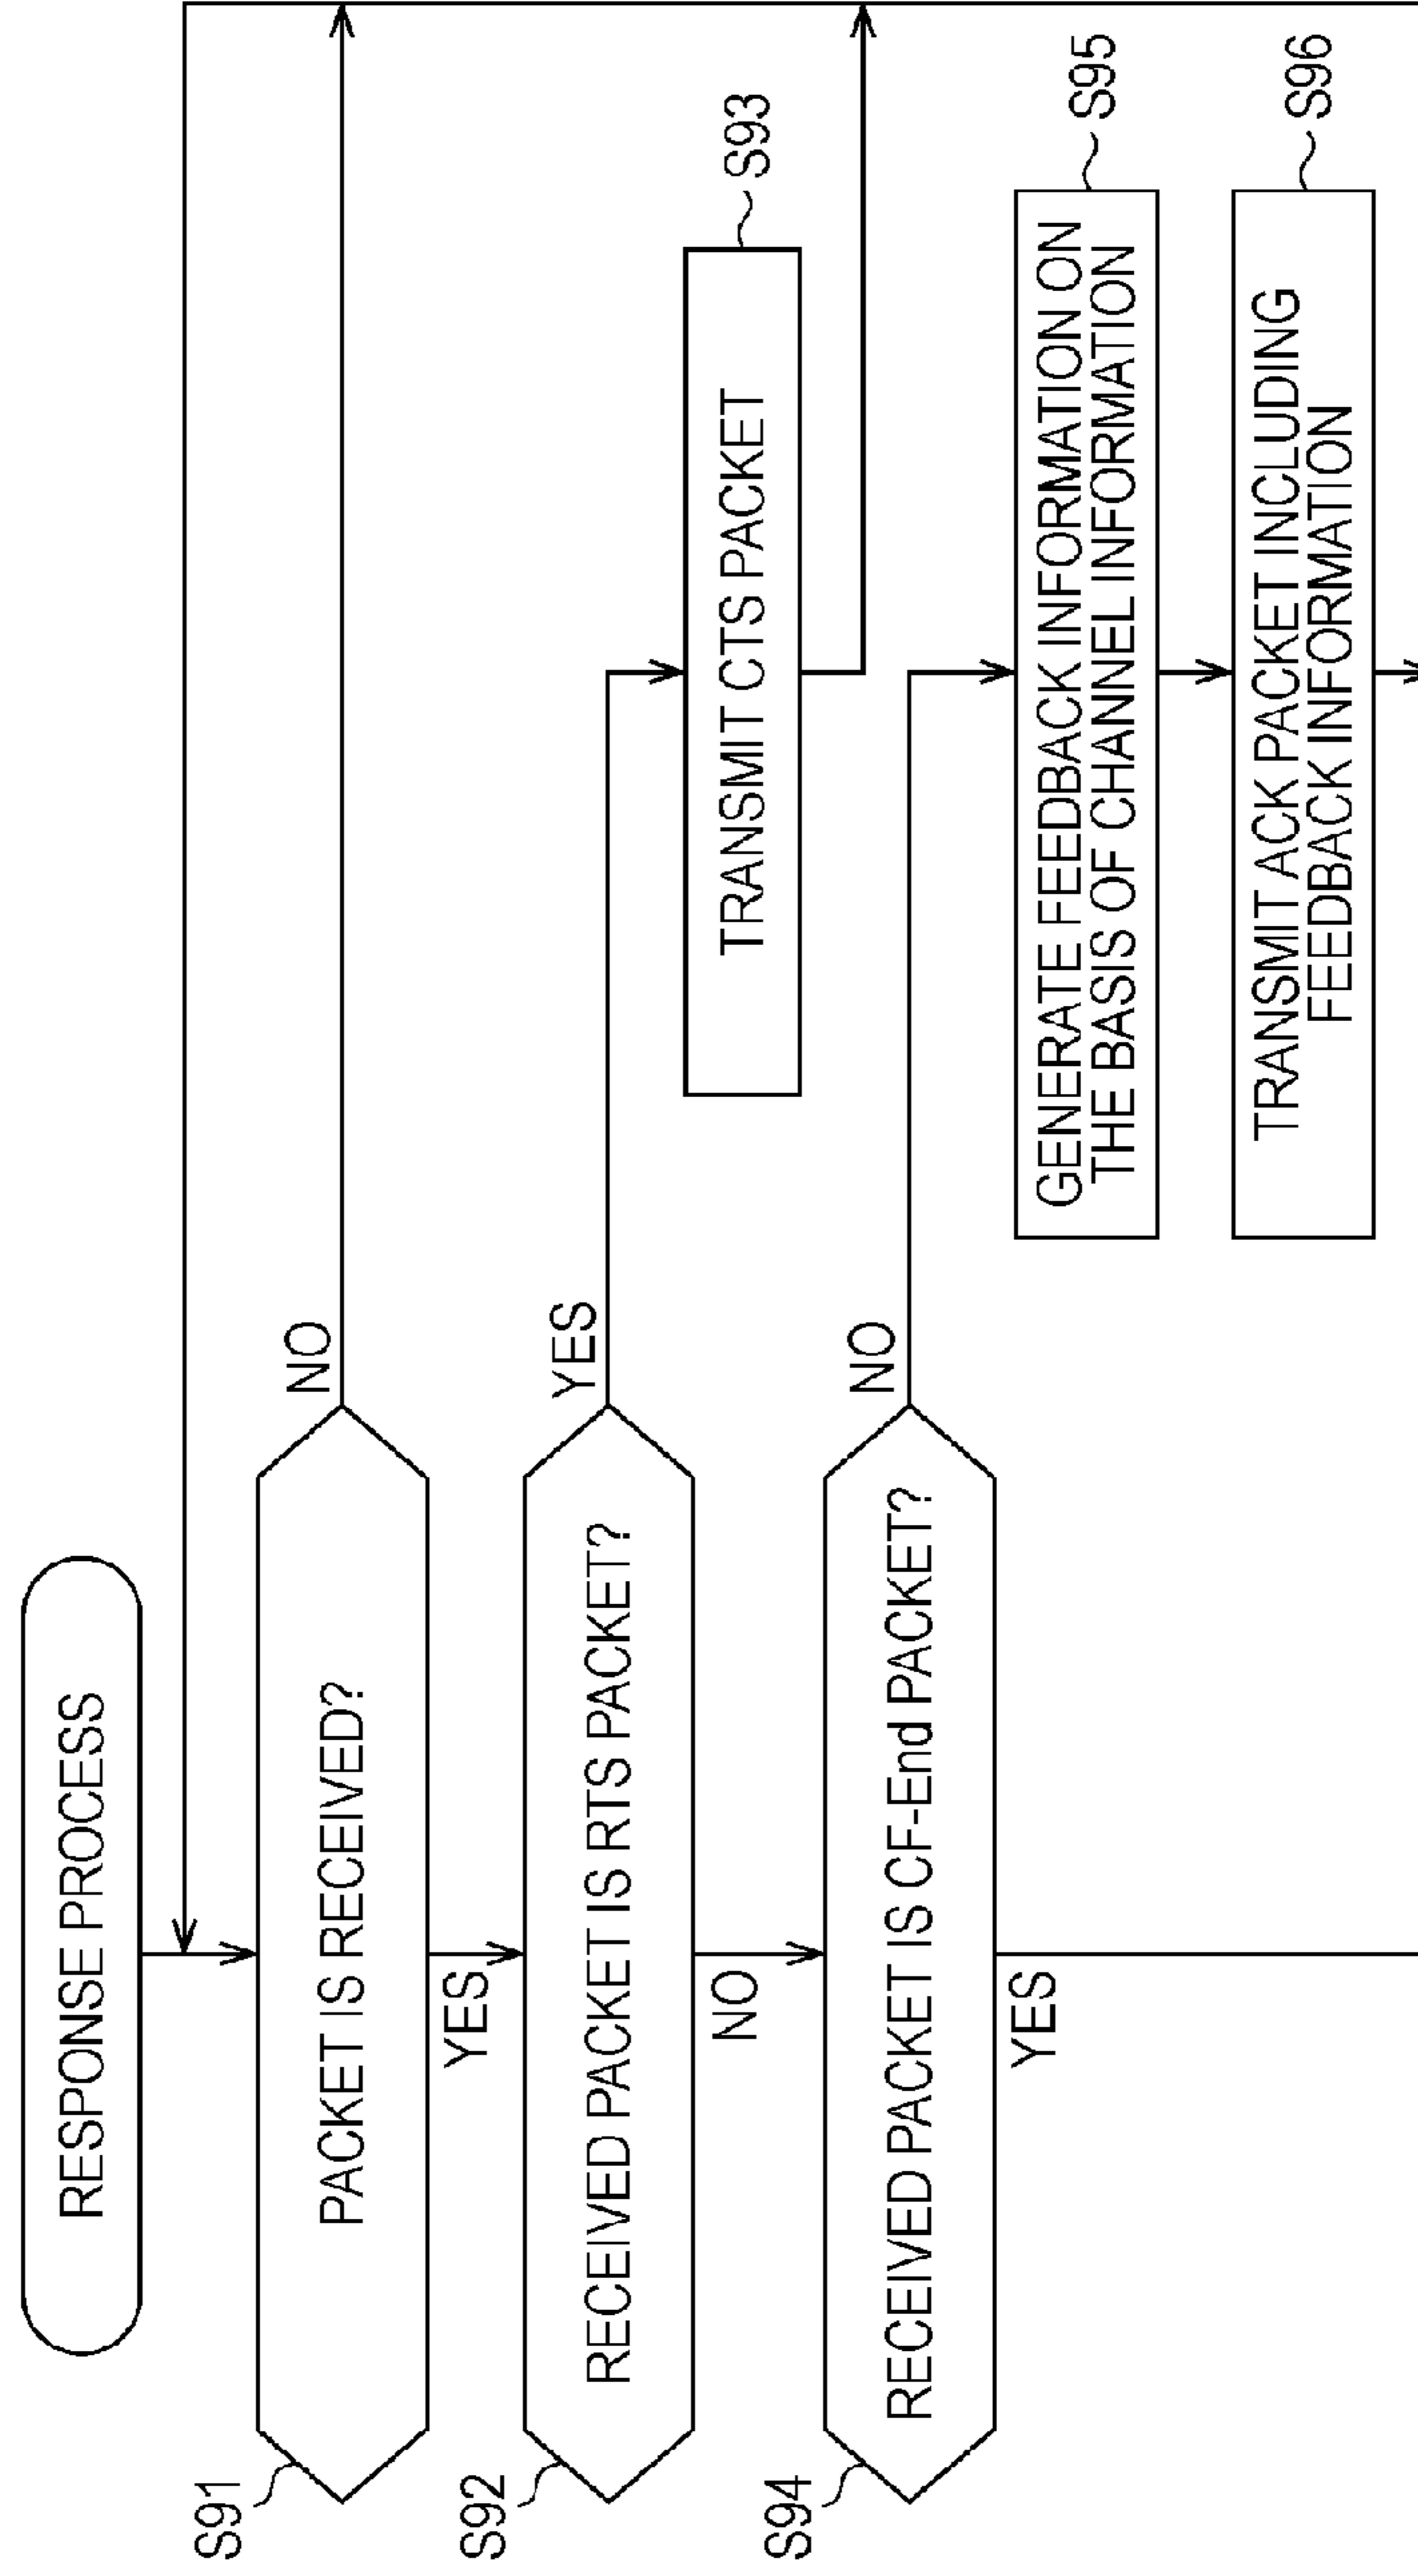 RESPONSE PROCESS
S91
PACKET IS RECEIVED?
NO
YES
S92
RECEIVED PACKET IS RTS PACKET?
YES
NO
S93
TRANSMIT CTS PACKET
S94
RECEIVED PACKET IS CF-End PACKET?
NO
YES
S95
GENERATE FEEDBACK INFORMATION ON
THE BASIS OF CHANNEL INFORMATION
S96
TRANSMIT ACK PACKET INCLUDING
FEEDBACK INFORMATION